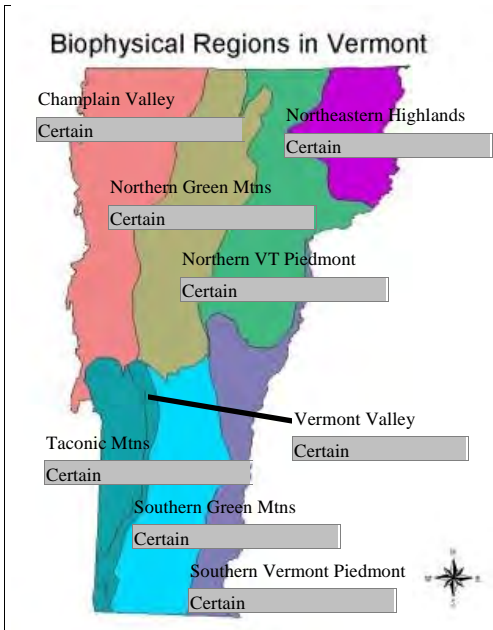 Biophysical Regions in Vermont
Champlain Valley
Certain
Northeastern Highlands
Certain
Northern Green Mtns
Certain
Northern VT Piedmont
Certain
Vermont Valley
Certain
Taconic Mtns
Certain
Southern Green Mtns
Certain
Southern Vermont Piedmont
Certain